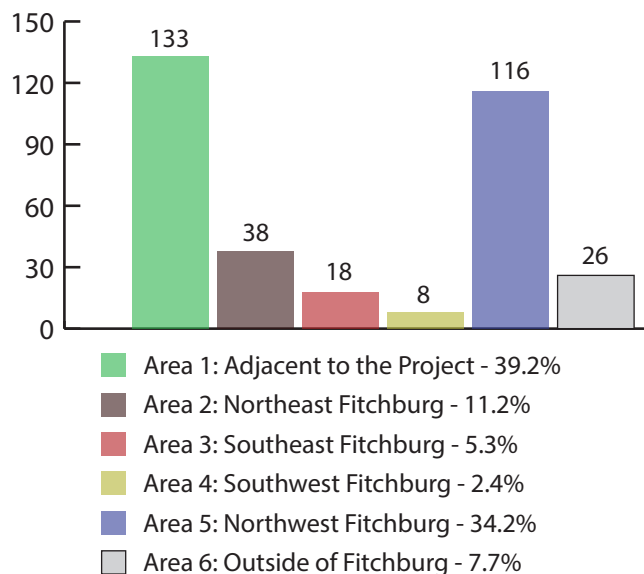 150
133
116
120
90
60
38
26
30
18
8
0
Area 1: Adjacent to the Project - 39.2%
Area 2: Northeast Fitchburg - 11.2%
Area 3: Southeast Fitchburg - 5.3%
Area 4: Southwest Fitchburg - 2.4%
Area 5: Northwest Fitchburg - 34.2%
Area 6: Outside of Fitchburg - 7.7%